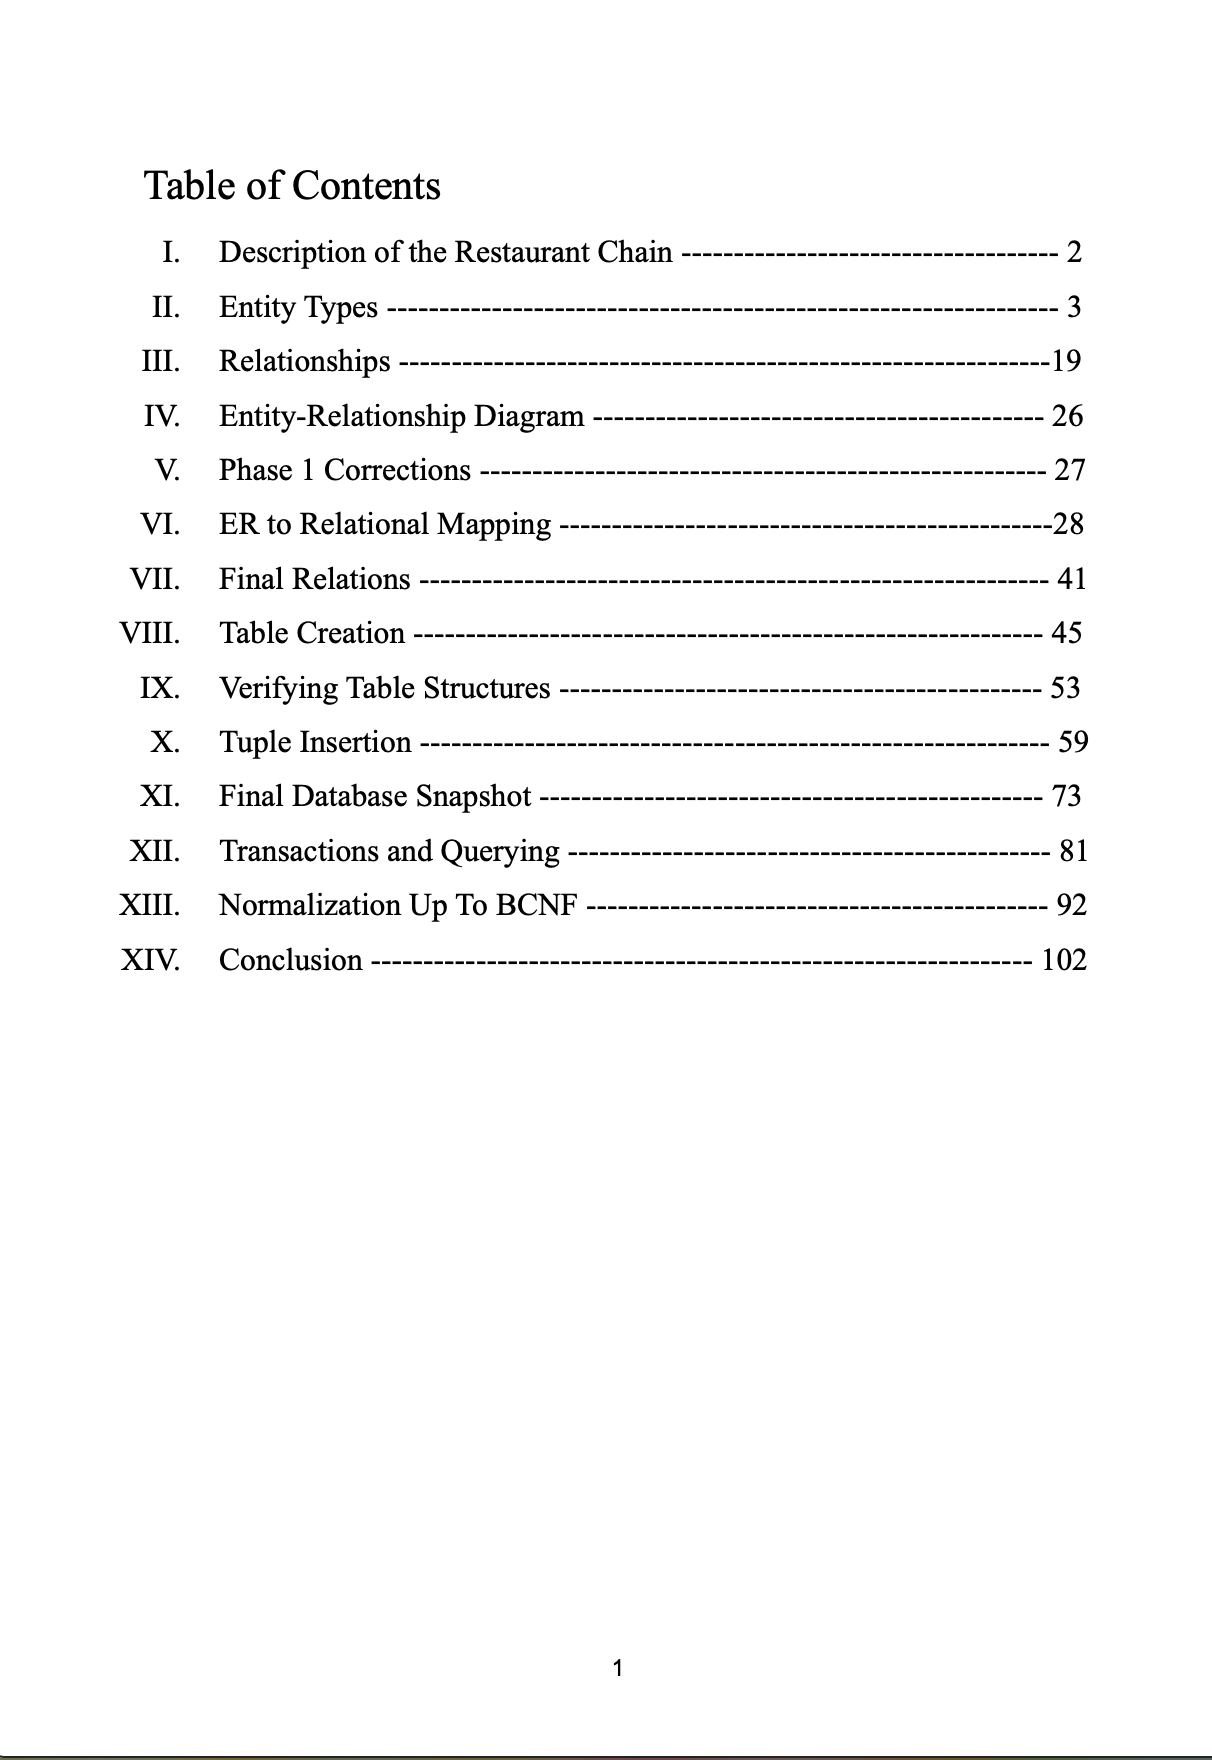 Table of Contents
I. Description of the Restaurant Chain ------------------------------------ 2
II. Entity Types ---------------------------------------------------------------- 3
III. Relationships --------------------------------------------------------------19
IV. Entity-Relationship Diagram ------------------------------------------- 26
V. Phase 1 Corrections ------------------------------------------------------ 27
VI. ER to Relational Mapping -----------------------------------------------28
VII. Final Relations ------------------------------------------------------------ 41
VIII. Table Creation ------------------------------------------------------------ 45
IX. Verifying Table Structures ---------------------------------------------- 53
X. Tuple Insertion ------------------------------------------------------------ 59
XI. Final Database Snapshot ------------------------------------------------ 73
XII. Transactions and Querying ---------------------------------------------- 81
XIII. Normalization Up To BCNF -------------------------------------------- 92
XIV. Conclusion --------------------------------------------------------------- 102
1